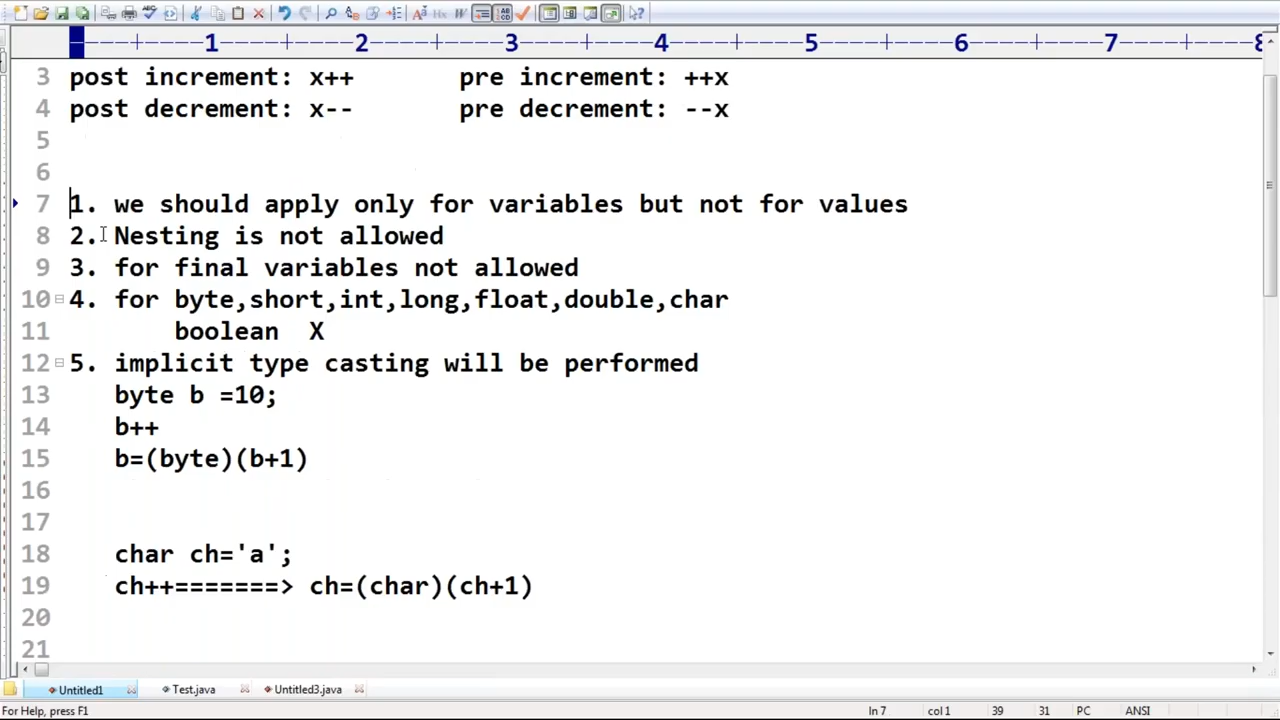 1 2 3 4 5 6 7 8
3 post increment: x++ pre increment: ++x
4 post decrement: x-- pre decrement: --x
5
6
7 1. we should apply only for variables but not for values
8 2. Nesting is not allowed
9 3. for final variables not allowed
10 4. for byte,short,int,long,float,double,char
11 boolean X
12 5. implicit type casting will be performed
13 byte b =10;
14 b++
15 b=(byte)(b+1)
16
17
18 char ch='a';
19 ch++=======> ch=(char)(ch+1)
20
21
Untitled1 Test.java Untitled3.java
For Help, press F1 ln 7 col 1 39 31 PC ANSI